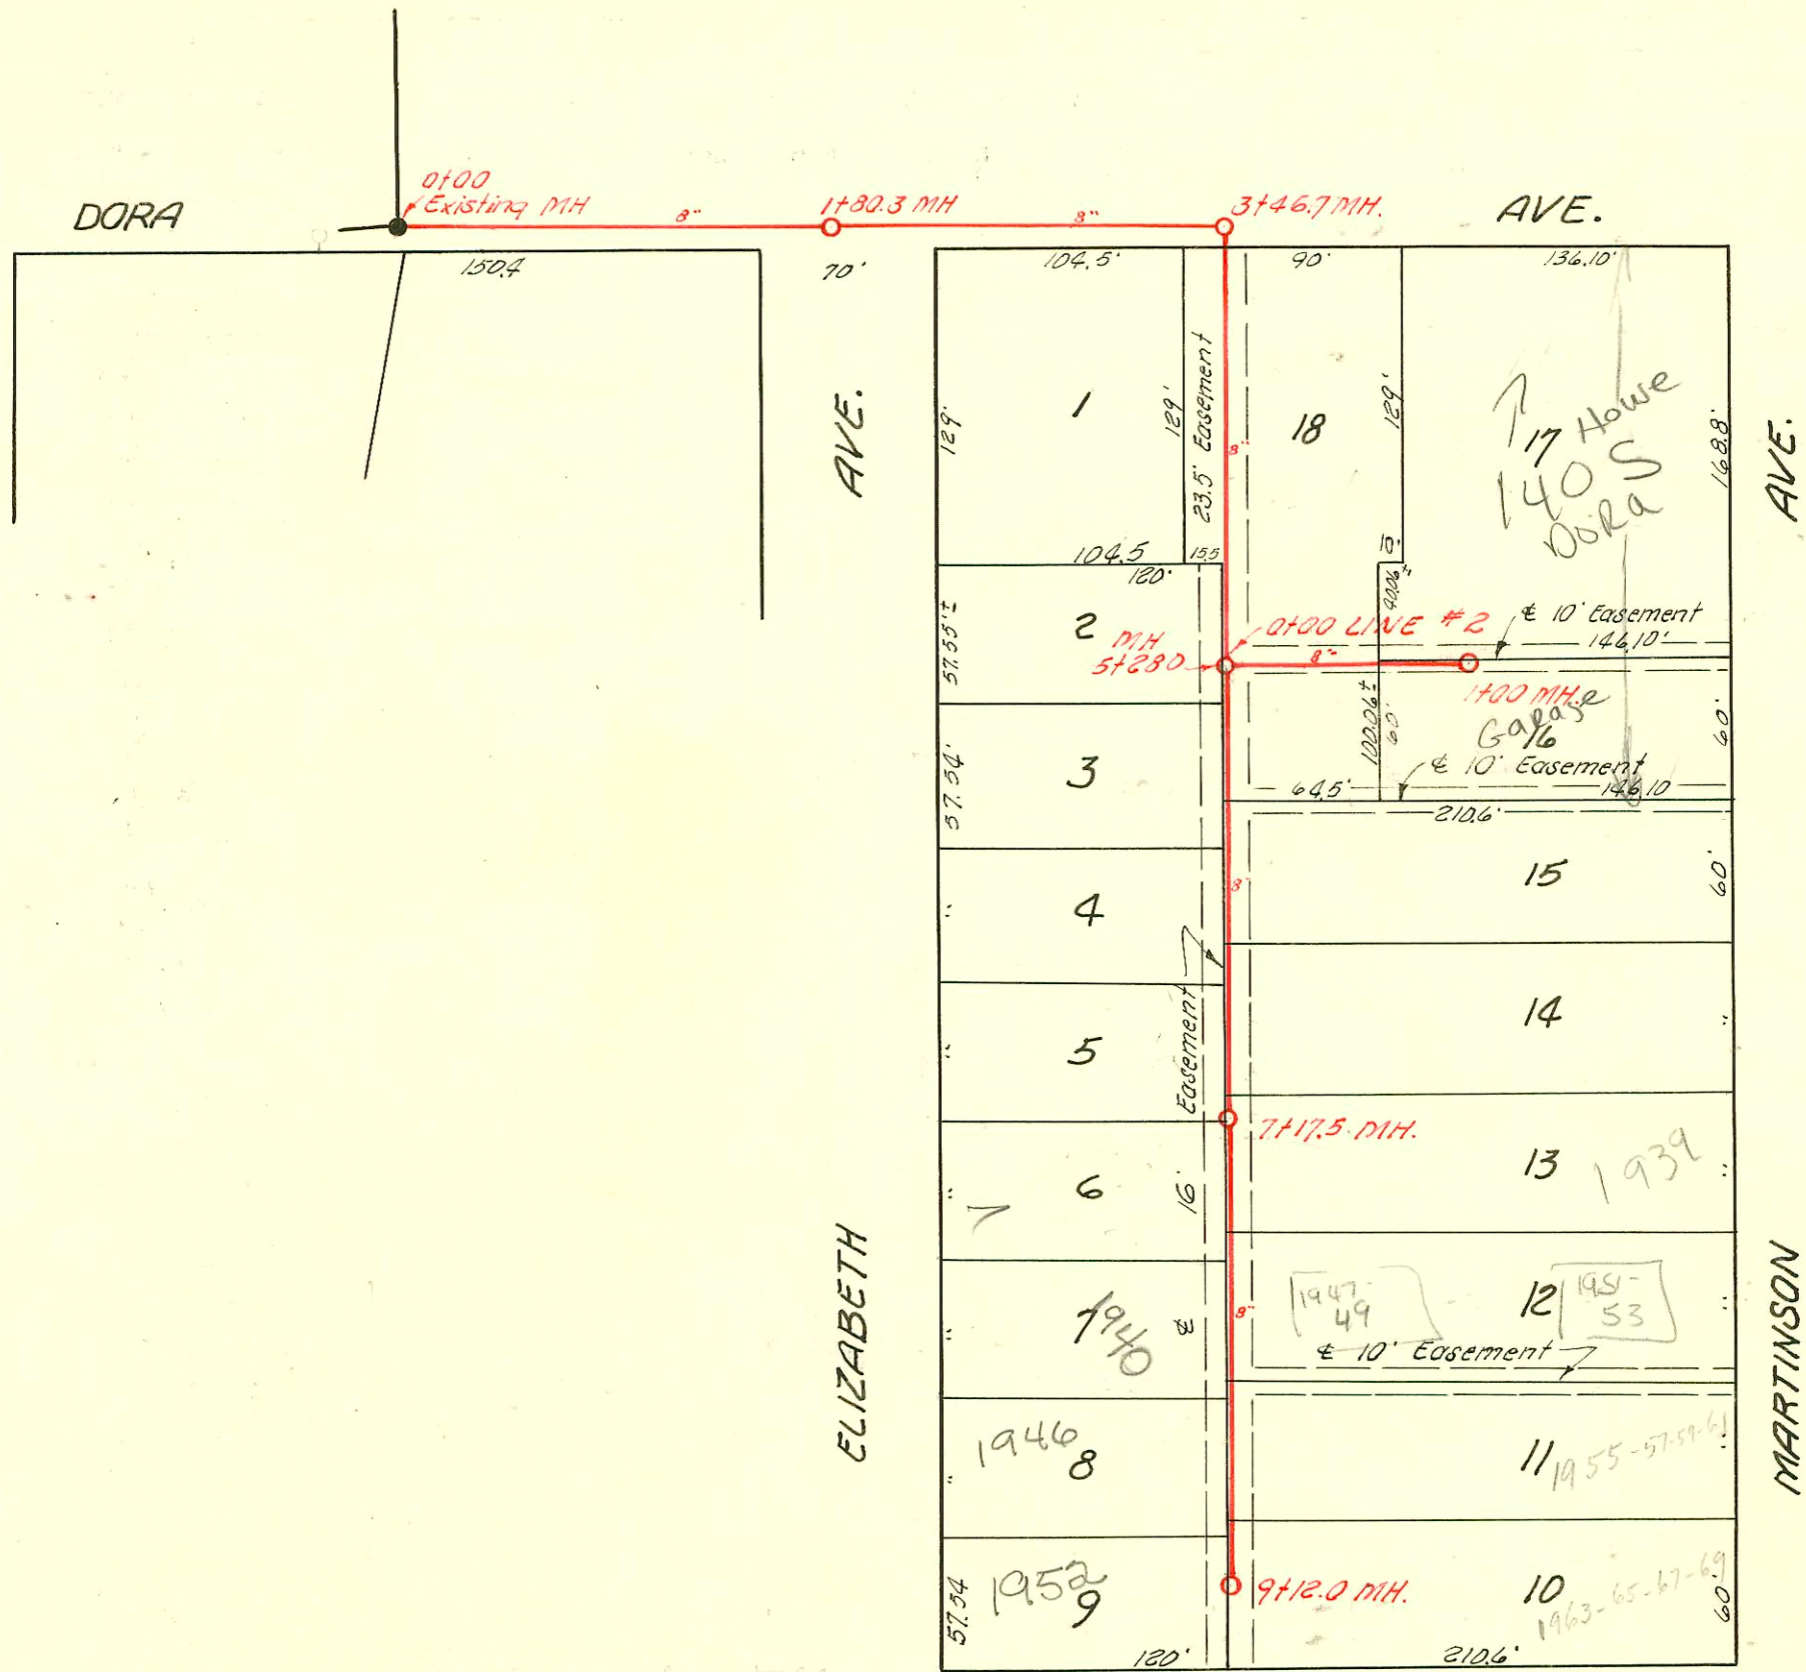 0+00
Existing MH
1+80.3 MH
3+46.7 MH.
DORA
AVE.
8"
8"
150.4
70'
104.5'
90'
136.10'
AVE.
AVE.
129'
1
129'
23.5' Easement
8"
18
129'
17
House
140 S
DORA
168.8'
104.5
15.5
10'
120'
40.06'±
57.55'±
2
MH
5+28.0
0+00 LINE #2
8"
℄ 10' Easement
146.10'
1+00 MH.
Garage
16
100.06'±
60'
60'
℄ 10' Easement
64.5'
146.10
210.6'
57.54'
3
8"
15
60'
4
14
Easement
5
7+17.5 MH.
13
1939
6
7
16'
ELIZABETH
MARTINSON
7
1940
8"
1947-
49
12
1951-
53
℄ 10' Easement
1946
8
11
1955-57-59-61
1952
9
57.54
9+12.0 MH.
10
1963-65-67-69
60'
120'
210.6'